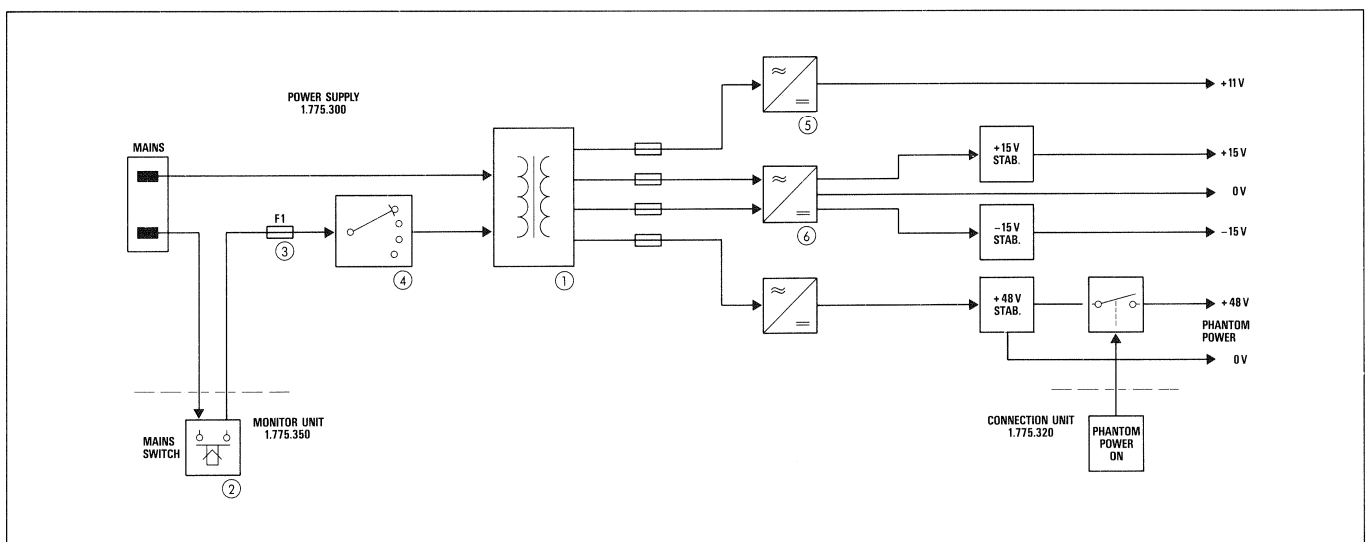 POWER SUPPLY
1.775.300
MAINS
F1
3
4
1
5
+11 V
+15 V
STAB.
+15 V
0 V
6
−15 V
STAB.
−15 V
+ 48 V
STAB.
+ 48 V
PHANTOM
POWER
0 V
MONITOR UNIT
1.775.350
MAINS
SWITCH
2
CONNECTION UNIT
1.775.320
PHANTOM
POWER
ON